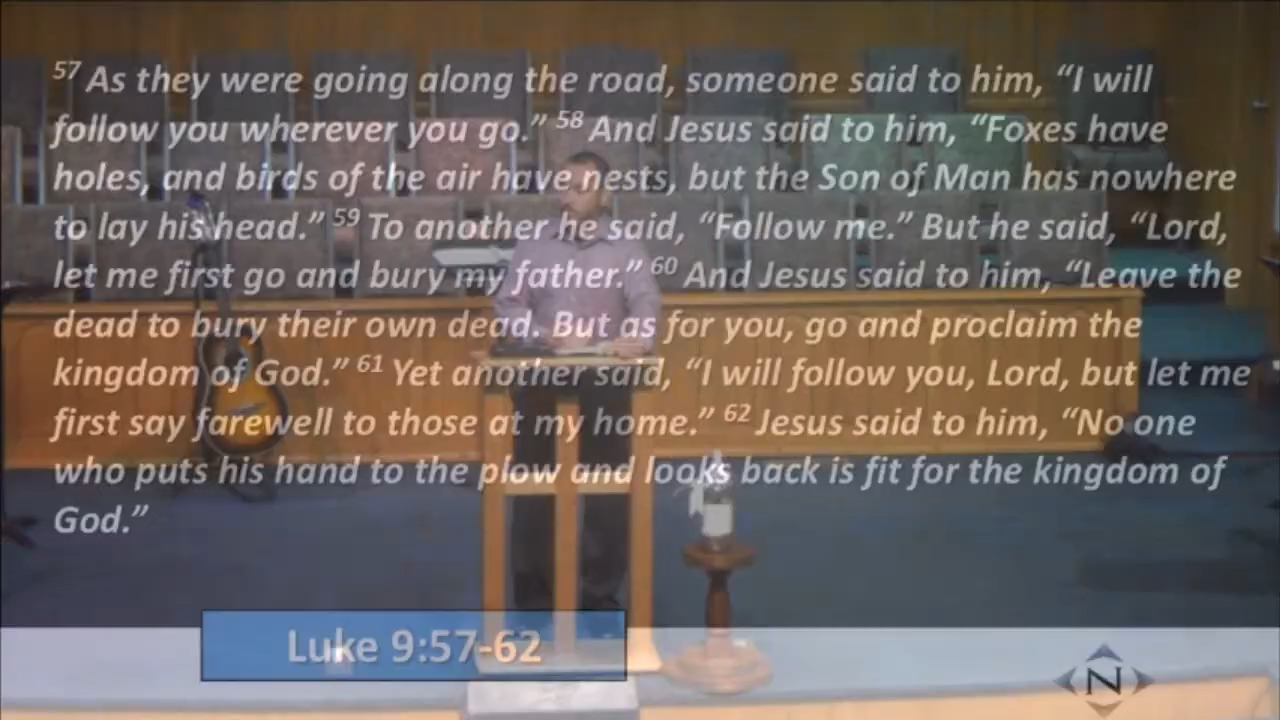 57 As they were going along the road, someone said to him, “I will
follow you wherever you go.” 58 And Jesus said to him, “Foxes have
holes, and birds of the air have nests, but the Son of Man has nowhere
to lay his head.” 59 To another he said, “Follow me.” But he said, “Lord,
let me first go and bury my father.” 60 And Jesus said to him, “Leave the
dead to bury their own dead. But as for you, go and proclaim the
kingdom of God.” 61 Yet another said, “I will follow you, Lord, but let me
first say farewell to those at my home.” 62 Jesus said to him, “No one
who puts his hand to the plow and looks back is fit for the kingdom of
God.”
Luke 9:57-62
N